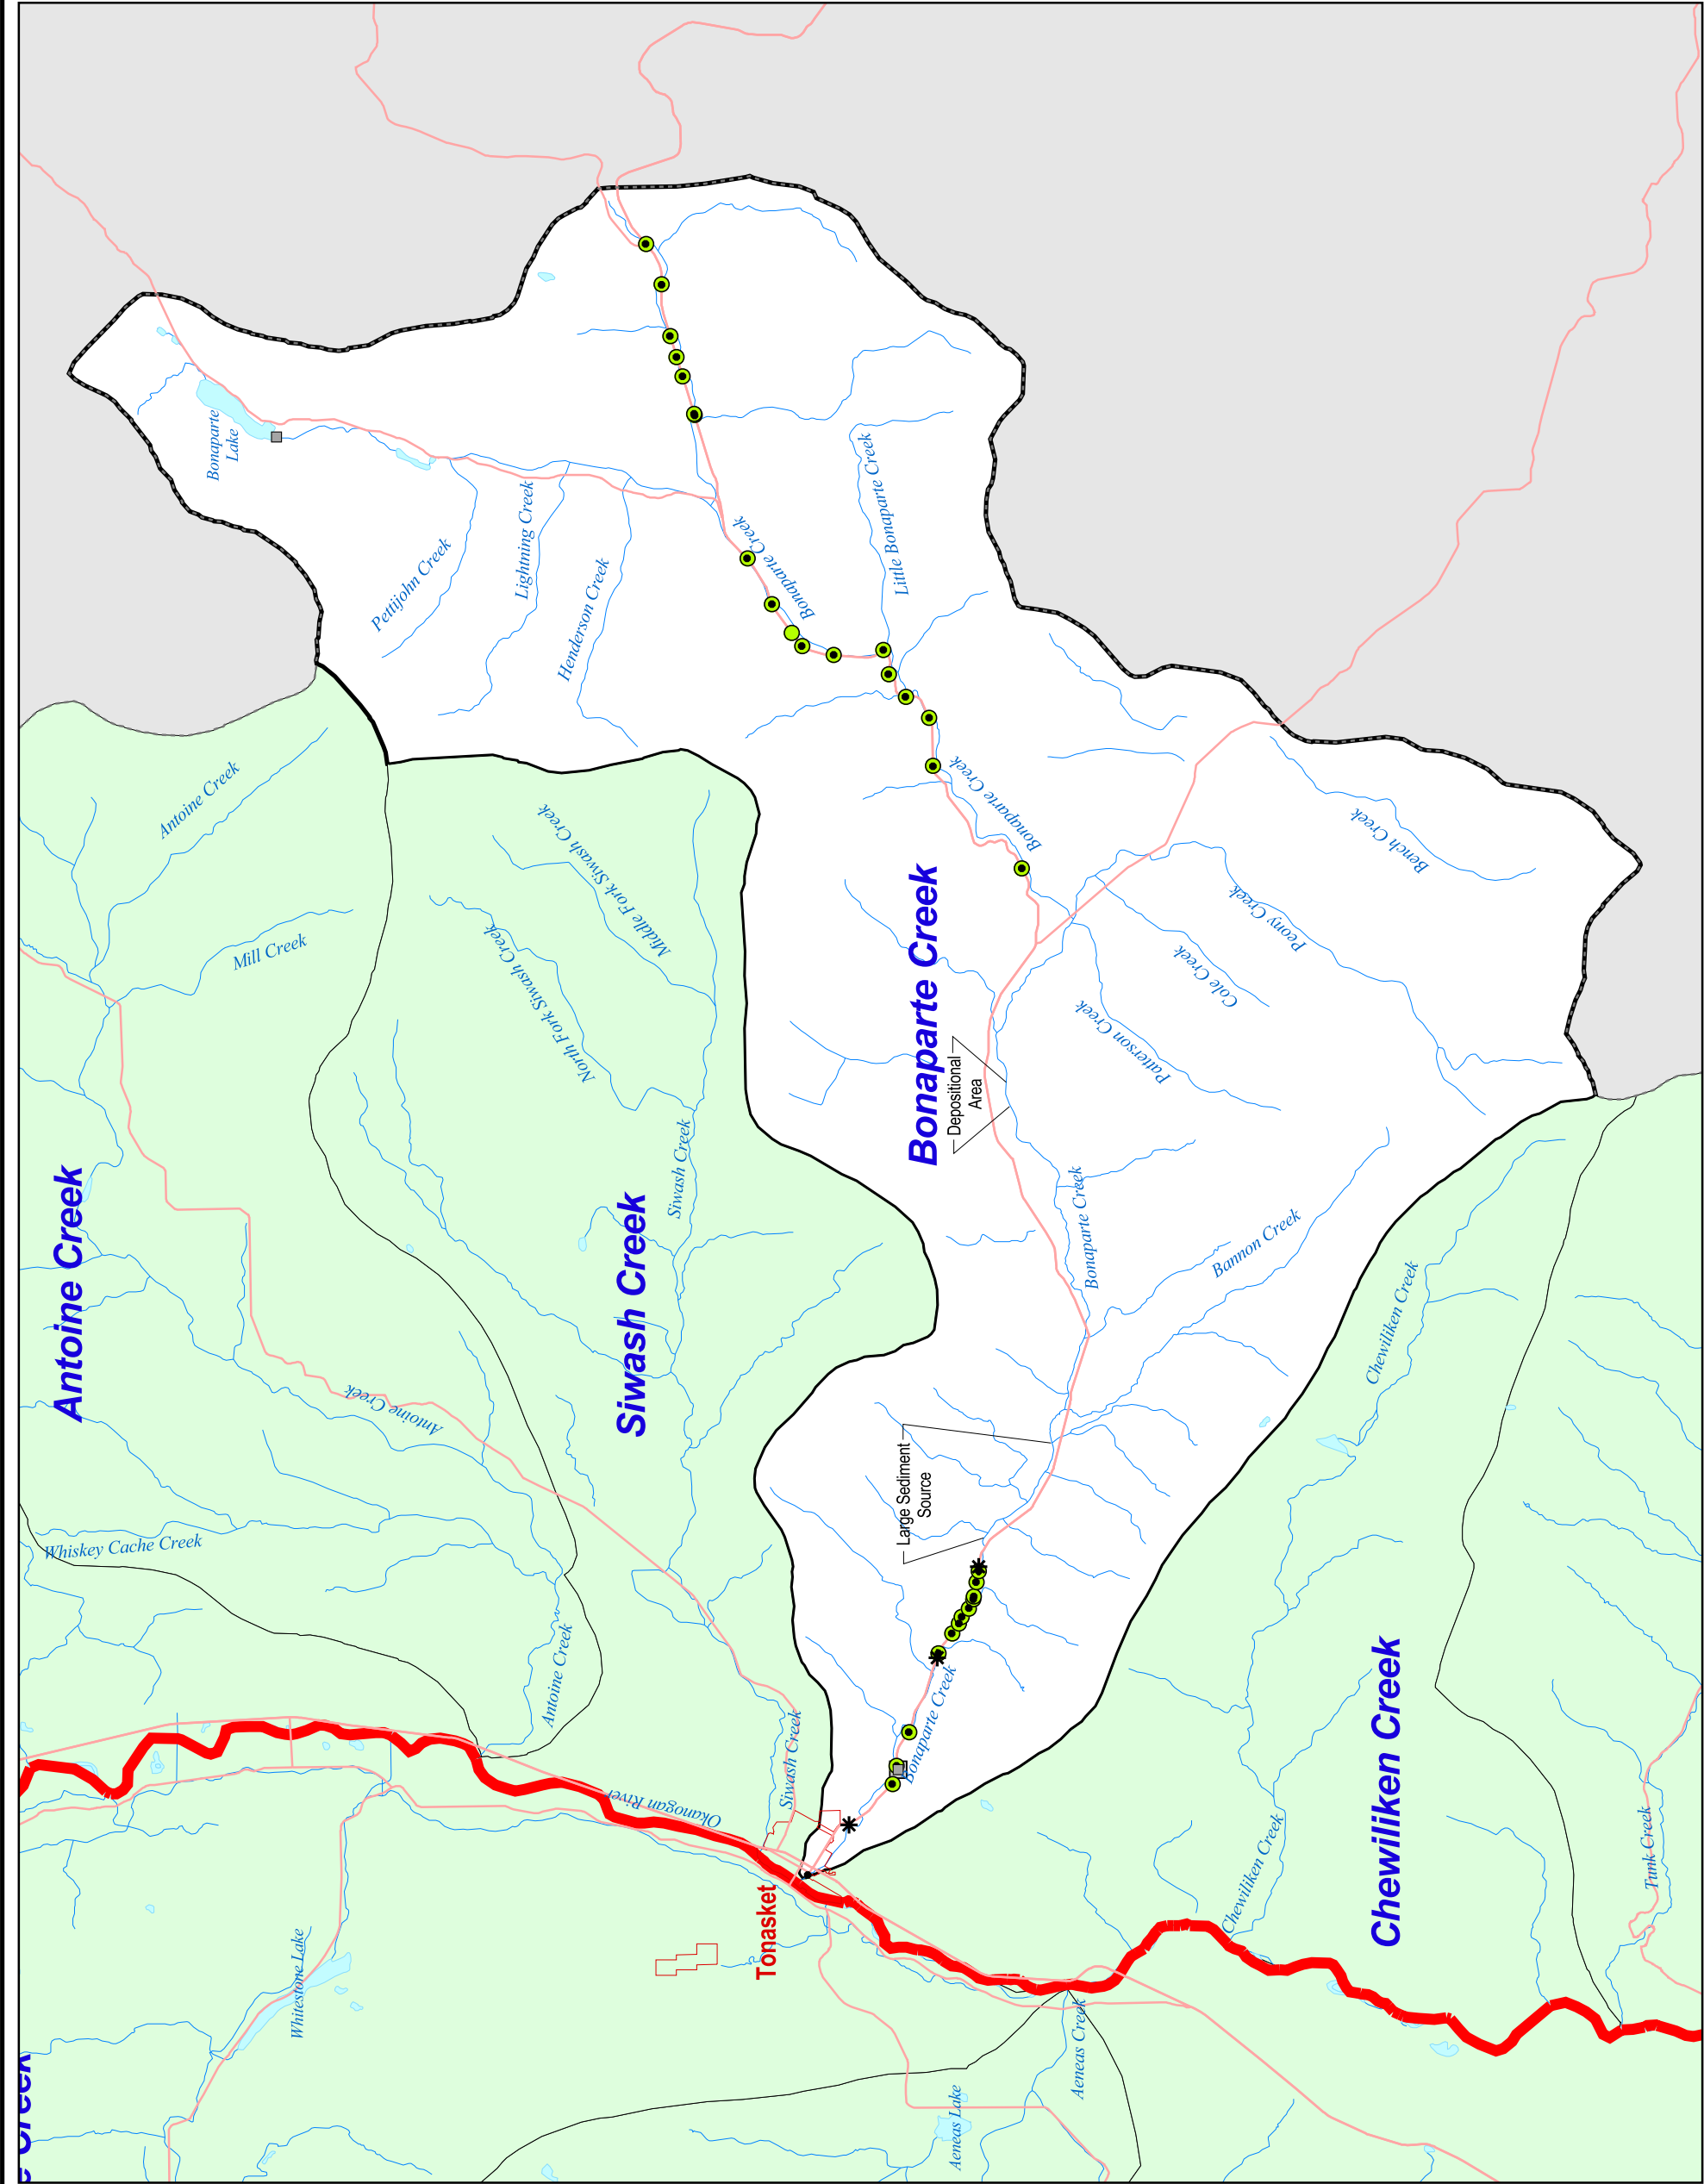 Bonaparte
Lake
Pettijohn Creek
Lightning Creek
Henderson Creek
Bonaparte Creek
Little Bonaparte Creek
Antoine Creek
Mill Creek
Middle Fork Siwash Creek
North Fork Siwash Creek
Bonaparte Creek
Bench Creek
Peony Creek
Cole Creek
Patterson Creek
Bonaparte Creek
Depositional
Area
Antoine Creek
Siwash Creek
Siwash Creek
Bonaparte Creek
Bannon Creek
Chewiliken Creek
Antoine Creek
Large Sediment
Source
Whiskey Cache Creek
Antoine Creek
Siwash Creek
Bonaparte Creek
Okanogan River
Chewiliken Creek
Chewiliken Creek
Tunk Creek
Tonasket
Whitestone Lake
Aeneas Creek
Aeneas Lake
Creek